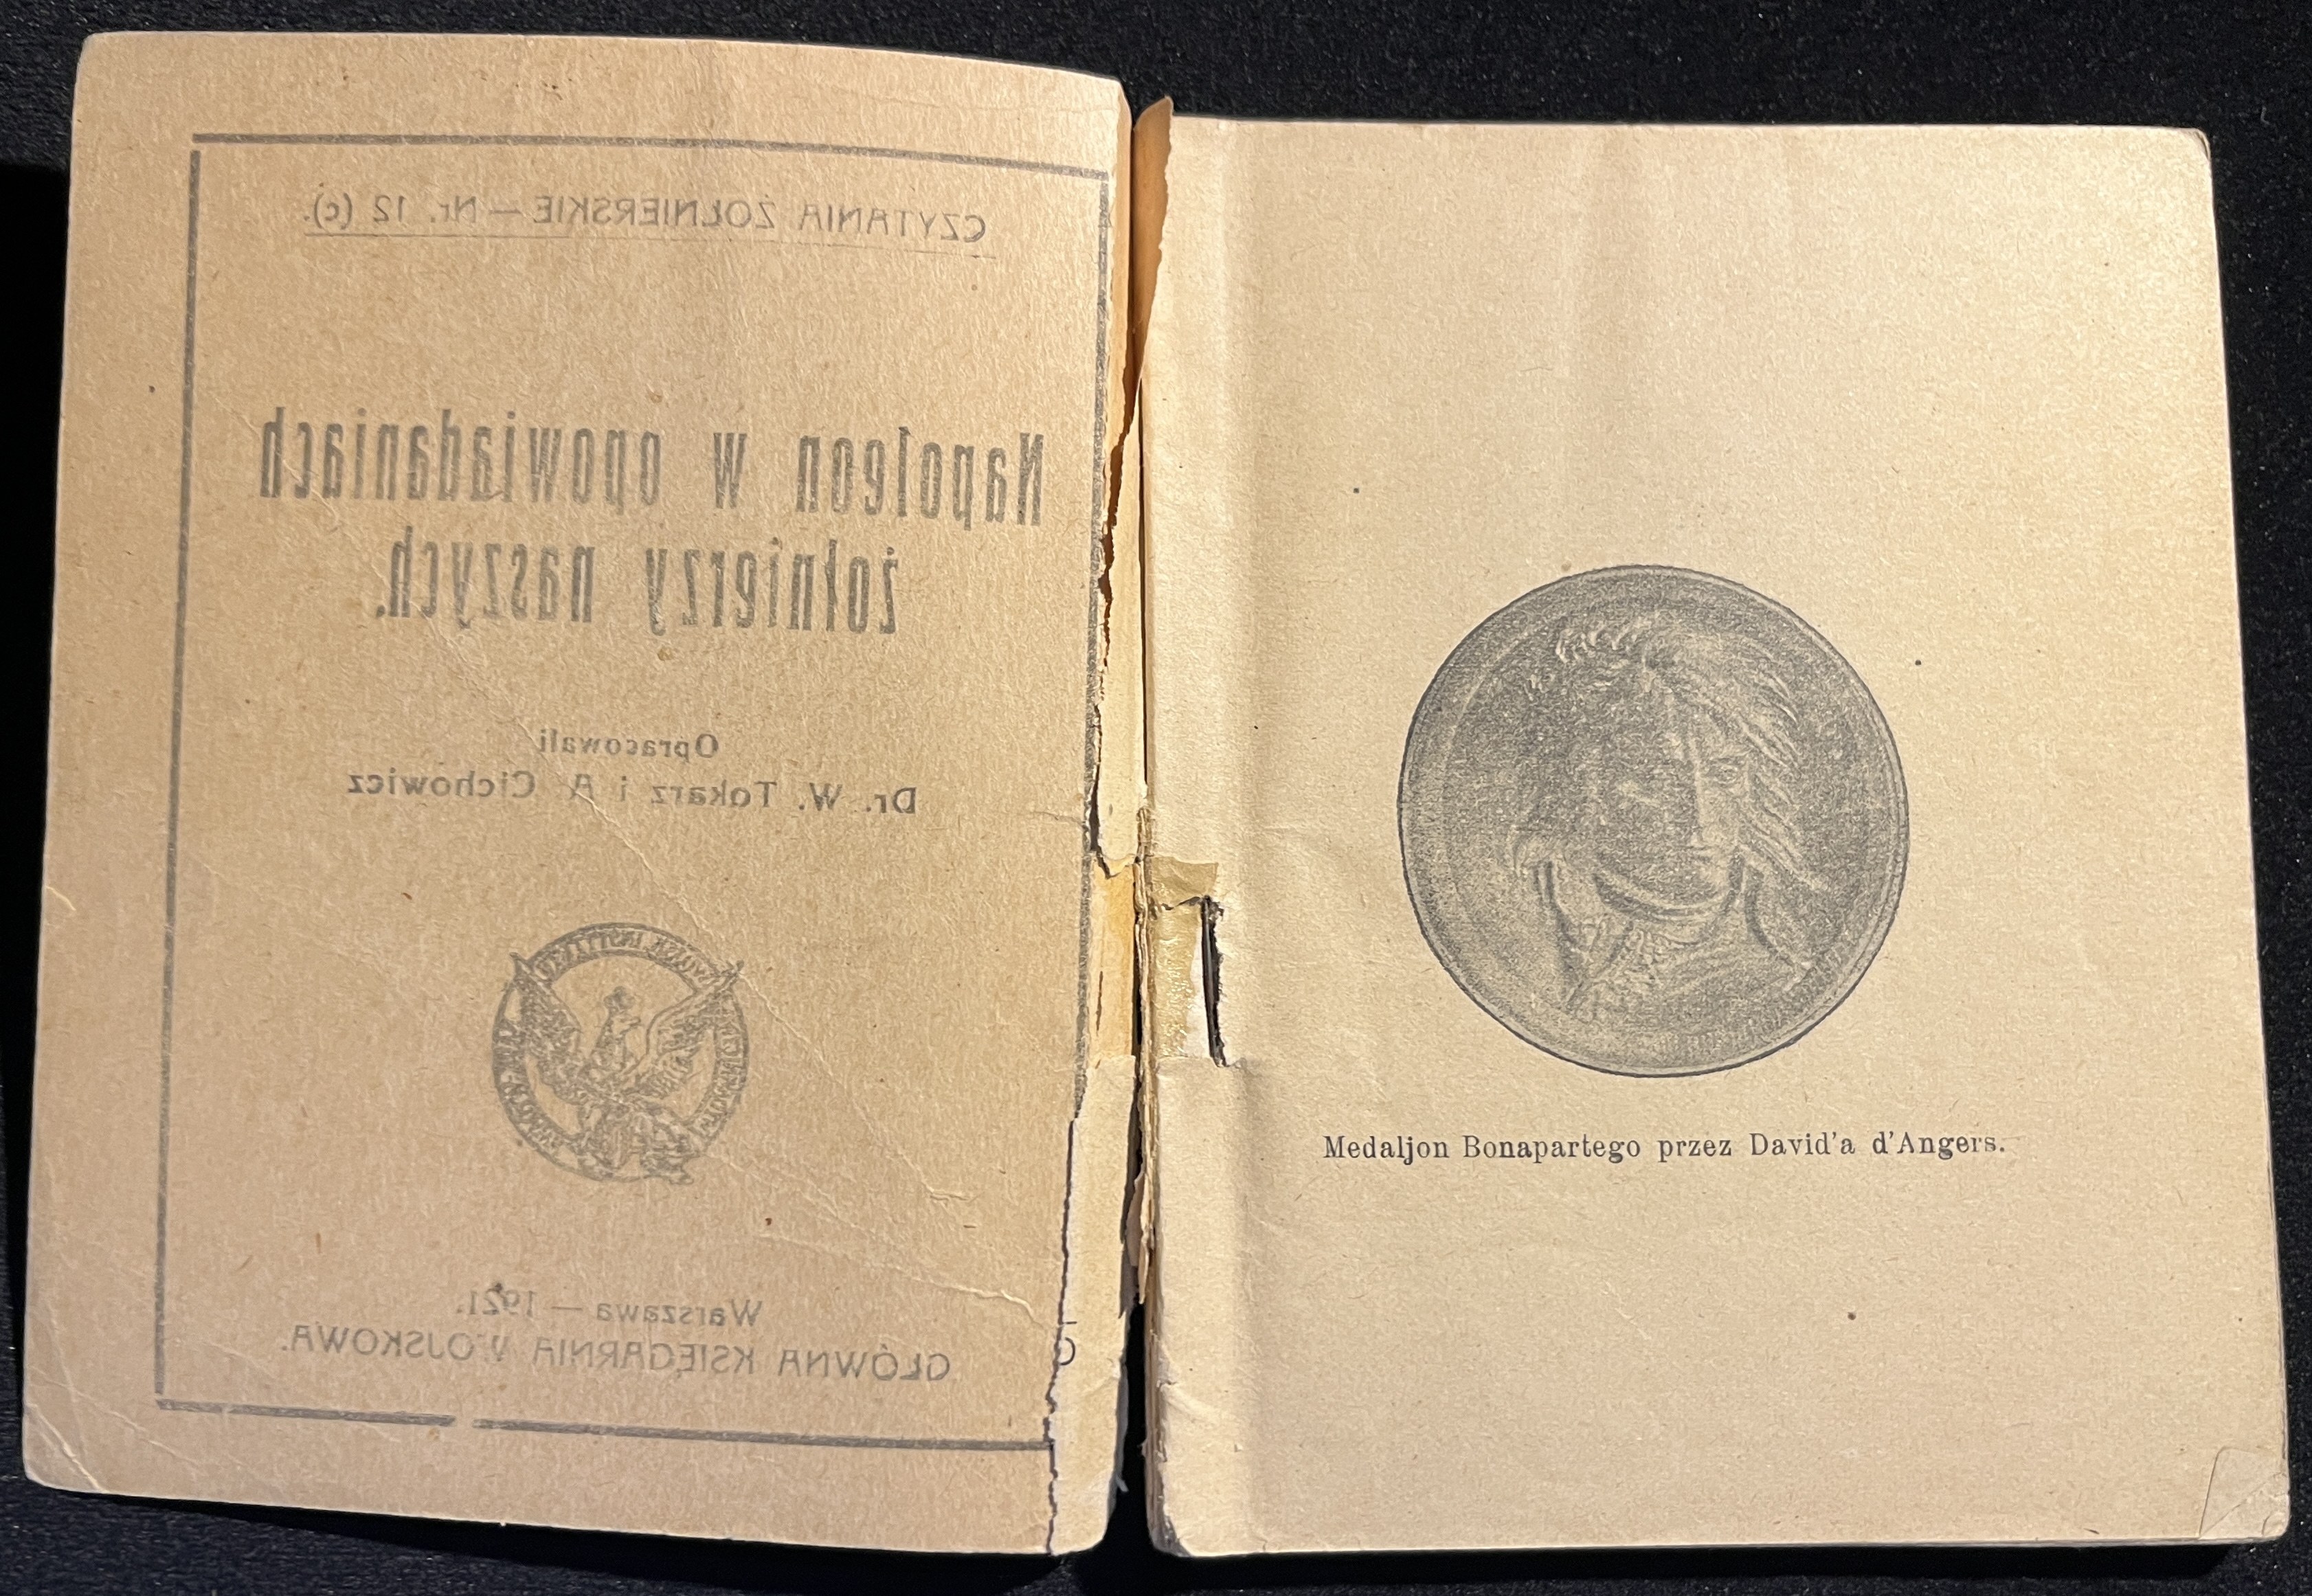 CZYTANIA ŻOŁNIERSKIE — Nr. 12 (c).
Napoleon w opowiadaniach
żołnierzy naszych.
Opracowali
Dr. W. Tokarz i A. Cichowicz
Warszawa — 1921.
GŁÓWNA KSIĘGARNIA WOJSKOWA.
Medaljon Bonapartego przez David'a d'Angers.